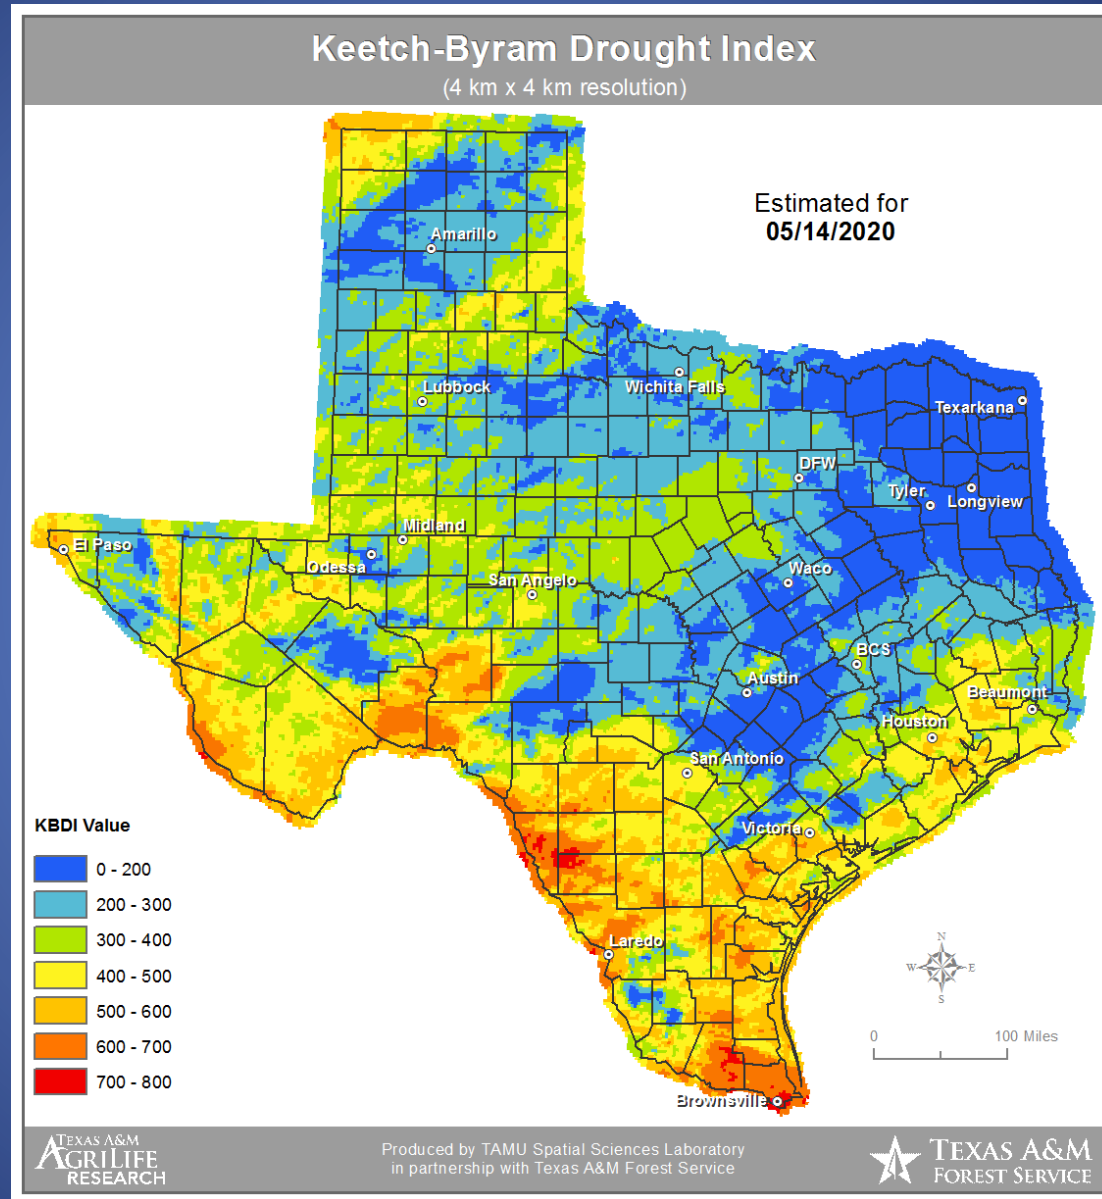 Keetch-Byram Drought Index
(4 km x 4 km resolution)
Estimated for
05/14/2020
Amarillo
Lubbock
Wichita Falls
Texarkana
DFW
Tyler
Longview
Midland
El Paso
Odessa
San Angelo
Waco
BCS
Austin
Beaumont
Houston
San Antonio
Victoria
Laredo
Brownsville
KBDI Value
0 - 200
200 - 300
300 - 400
400 - 500
500 - 600
600 - 700
700 - 800
N
W E
S
0 100 Miles
TEXAS A&M
AGRILIFE
RESEARCH
Produced by TAMU Spatial Sciences Laboratory
in partnership with Texas A&M Forest Service
TEXAS A&M
FOREST SERVICE